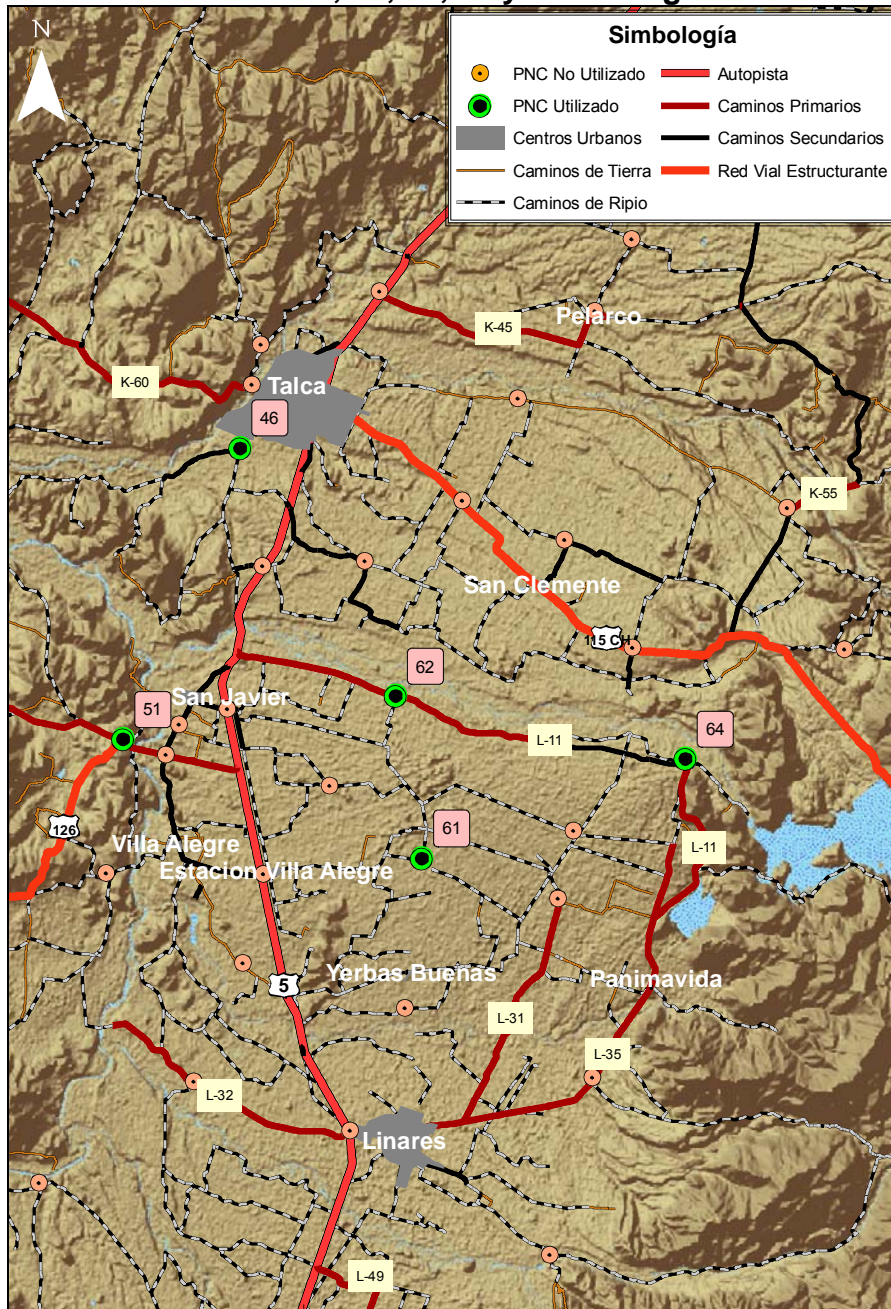 Simbología
PNC No Utilizado
PNC Utilizado
Centros Urbanos
Caminos de Tierra
Caminos de Ripio
Autopista
Caminos Primarios
Caminos Secundarios
Red Vial Estructurante
N
Pelarco
K-45
K-60
Talca
46
K-55
San Clemente
115 CH
62
San Javier
51
64
L-11
126
61
Villa Alegre
L-11
Estacion Villa Alegre
Yerbas Buenas
Panimavida
5
L-31
L-35
L-32
Linares
L-49